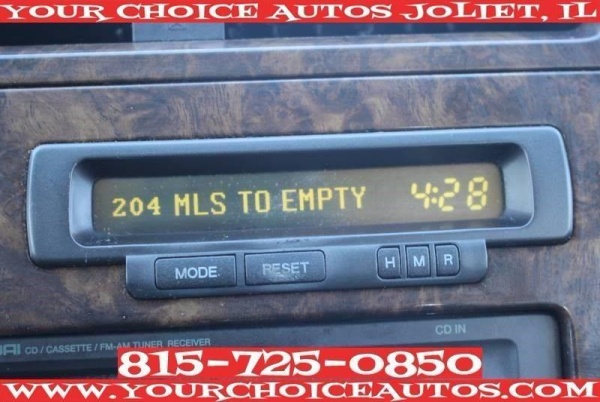 YOUR CHOICE AUTOS JOLIET, IL
204 MLS TO EMPTY 4:28
MODE RESET H M R
CD / CASSETTE / FM-AM TUNER RECEIVER
CD IN
815-725-0850
WWW.YOURCHOICEAUTOS.COM